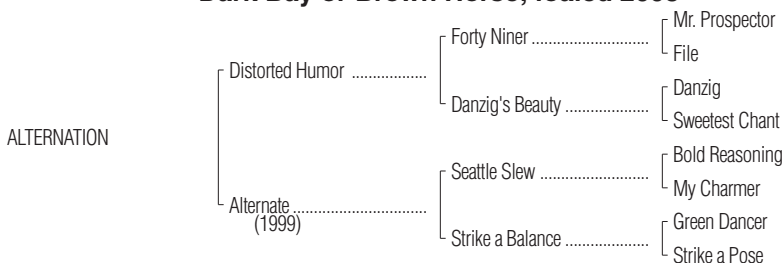 Dark Bay or Brown Horse; foaled 2008
Mr. Prospector
Forty Niner ......................
File
Distorted Humor ..................
Danzig
Danzig's Beauty ....................
Sweetest Chant
ALTERNATION
Bold Reasoning
Seattle Slew ..........................
My Charmer
Alternate ................................
(1999)
Green Dancer
Strike a Balance ....................
Strike a Pose